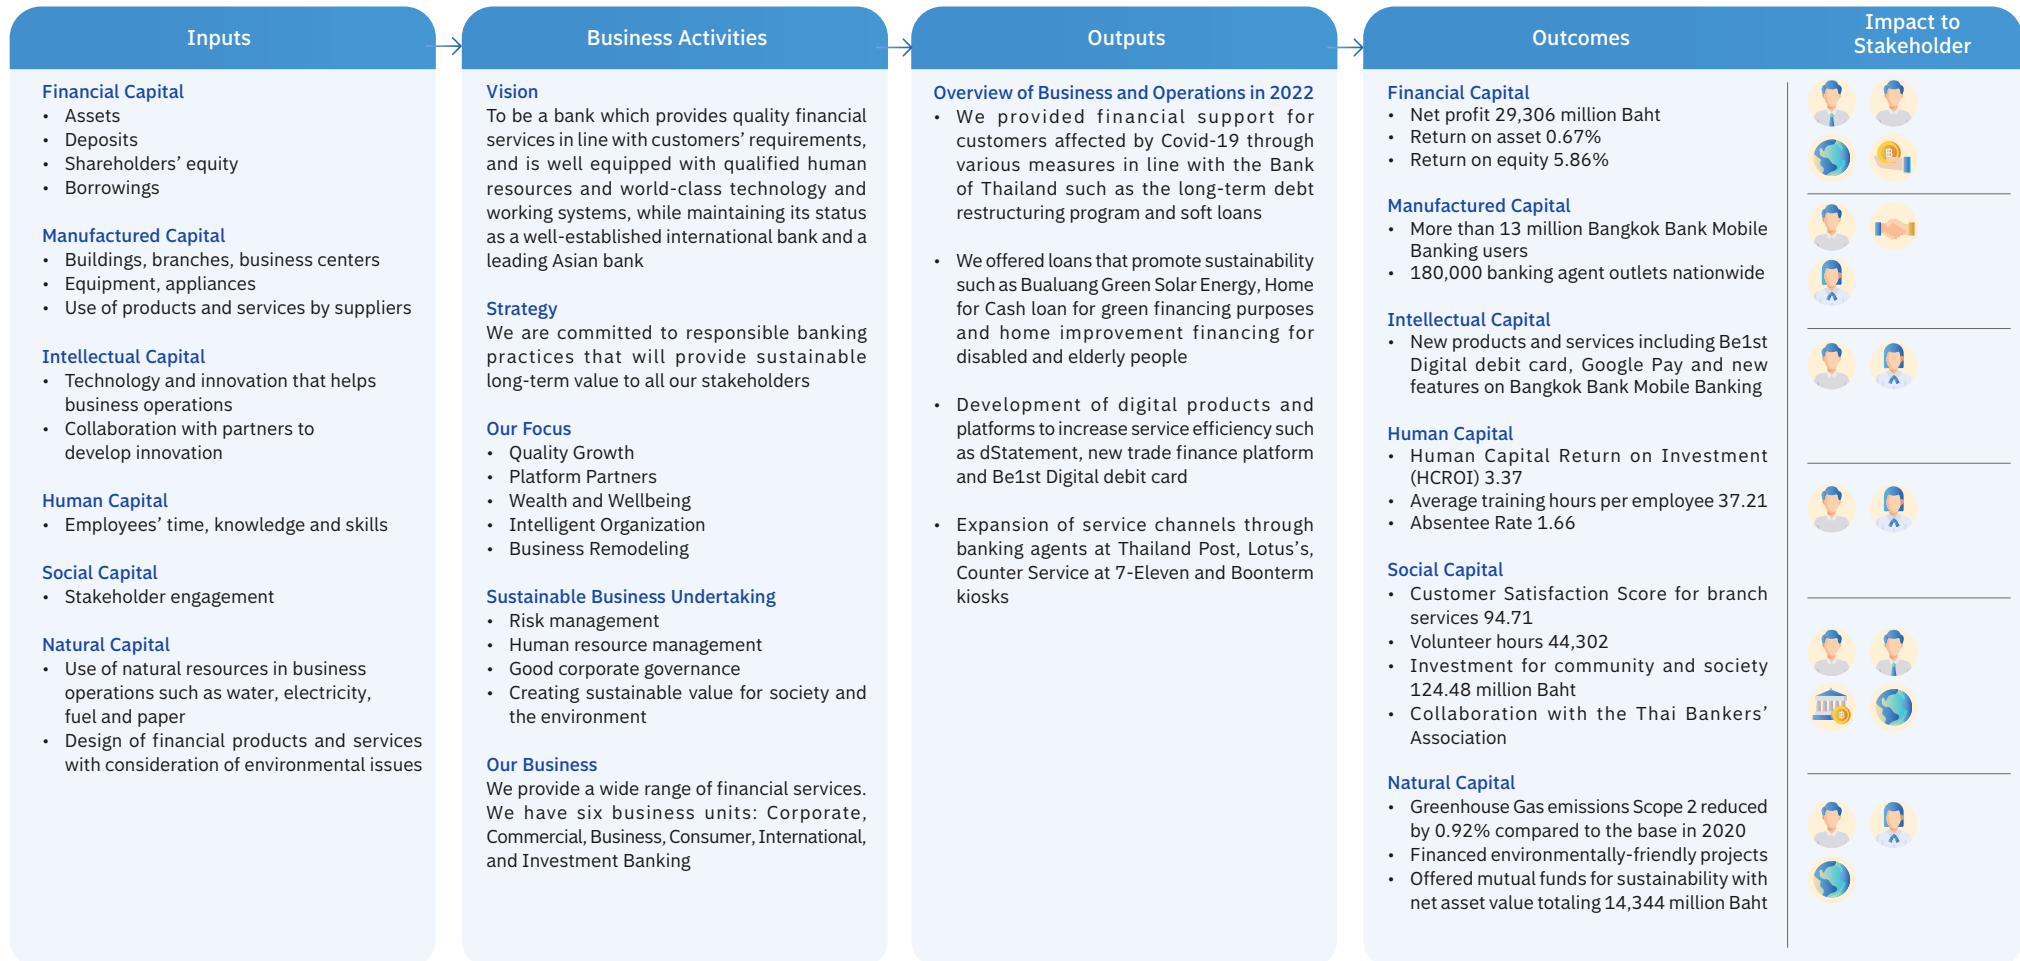 Inputs
Financial Capital
• Assets
• Deposits
• Shareholders’ equity
• Borrowings
Manufactured Capital
• Buildings, branches, business centers
• Equipment, appliances
• Use of products and services by suppliers
Intellectual Capital
• Technology and innovation that helps
business operations
• Collaboration with partners to
develop innovation
Human Capital
• Employees’ time, knowledge and skills
Social Capital
• Stakeholder engagement
Natural Capital
• Use of natural resources in business
operations such as water, electricity,
fuel and paper
• Design of financial products and services
with consideration of environmental issues
Business Activities
Vision
To be a bank which provides quality financial
services in line with customers’ requirements,
and is well equipped with qualified human
resources and world-class technology and
working systems, while maintaining its status
as a well-established international bank and a
leading Asian bank
Strategy
We are committed to responsible banking
practices that will provide sustainable
long-term value to all our stakeholders
Our Focus
• Quality Growth
• Platform Partners
• Wealth and Wellbeing
• Intelligent Organization
• Business Remodeling
Sustainable Business Undertaking
• Risk management
• Human resource management
• Good corporate governance
• Creating sustainable value for society and
the environment
Our Business
We provide a wide range of financial services.
We have six business units: Corporate,
Commercial, Business, Consumer, International,
and Investment Banking
Outputs
Overview of Business and Operations in 2022
• We provided financial support for
customers affected by Covid-19 through
various measures in line with the Bank
of Thailand such as the long-term debt
restructuring program and soft loans
• We offered loans that promote sustainability
such as Bualuang Green Solar Energy, Home
for Cash loan for green financing purposes
and home improvement financing for
disabled and elderly people
• Development of digital products and
platforms to increase service efficiency such
as dStatement, new trade finance platform
and Be1st Digital debit card
• Expansion of service channels through
banking agents at Thailand Post, Lotus’s,
Counter Service at 7-Eleven and Boonterm
kiosks
Outcomes
Financial Capital
• Net profit 29,306 million Baht
• Return on asset 0.67%
• Return on equity 5.86%
Manufactured Capital
• More than 13 million Bangkok Bank Mobile
Banking users
• 180,000 banking agent outlets nationwide
Intellectual Capital
• New products and services including Be1st
Digital debit card, Google Pay and new
features on Bangkok Bank Mobile Banking
Human Capital
• Human Capital Return on Investment
(HCROI) 3.37
• Average training hours per employee 37.21
• Absentee Rate 1.66
Social Capital
• Customer Satisfaction Score for branch
services 94.71
• Volunteer hours 44,302
• Investment for community and society
124.48 million Baht
• Collaboration with the Thai Bankers’
Association
Natural Capital
• Greenhouse Gas emissions Scope 2 reduced
by 0.92% compared to the base in 2020
• Financed environmentally-friendly projects
• Offered mutual funds for sustainability with
net asset value totaling 14,344 million Baht
Impact to
Stakeholder